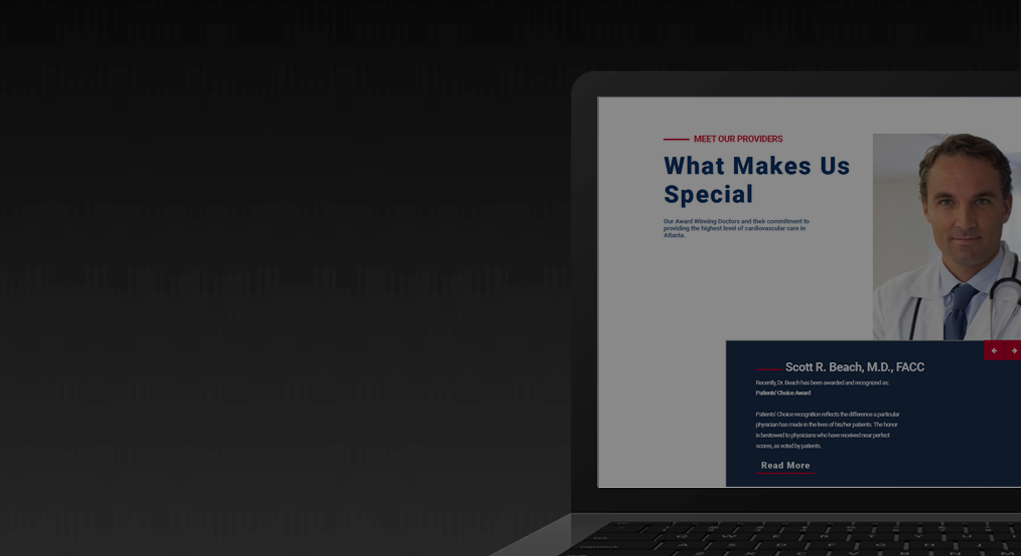 MEET OUR PROVIDERS
What Makes Us
Special
Our Award Winning Doctors and their commitment to
providing the highest level of cardiovascular care in
Atlanta.
Scott R. Beach, M.D., FACC
Recently, Dr. Beach has been awarded and recognized as:
Patients' Choice Award
Patients' Choice recognition reflects the difference a particular
physician has made in the lives of his/her patients. The honor
is bestowed to physicians who have received near perfect
scores, as voted by patients.
Read More